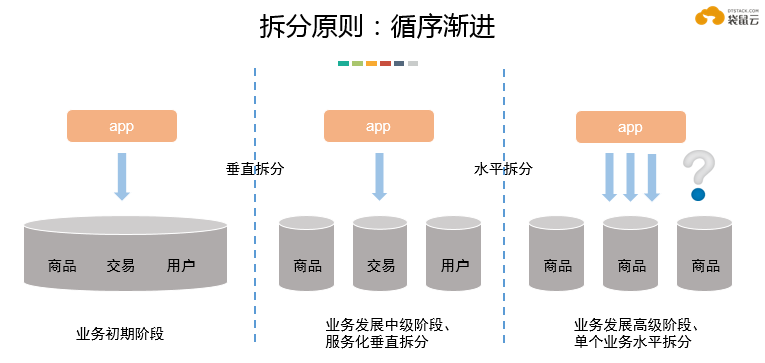 拆分原则：循序渐进
DTSTACK.COM
袋鼠云
app
app
app
垂直拆分
水平拆分
?
商品 交易 用户
商品 交易 用户
商品 商品 商品
业务初期阶段
业务发展中级阶段、
服务化垂直拆分
业务发展高级阶段、
单个业务水平拆分